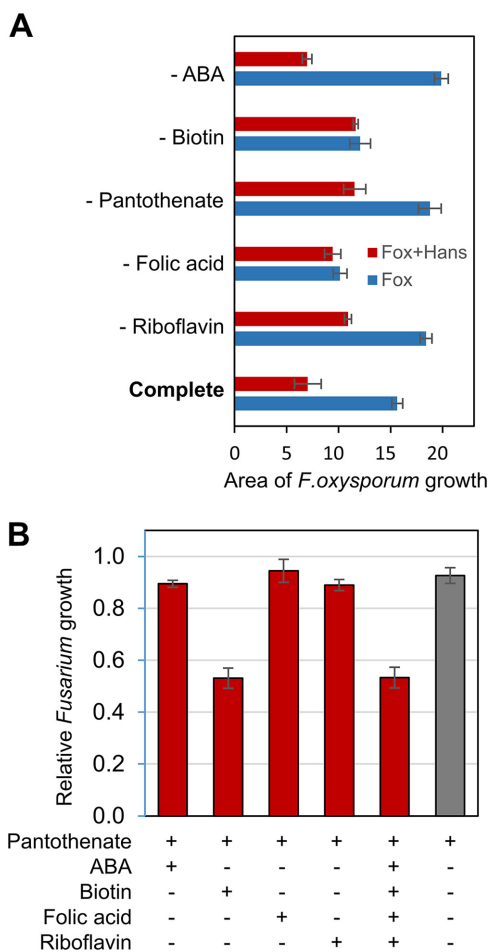 A
- ABA
- Biotin
- Pantothenate
- Folic acid
- Riboflavin
Complete
Fox+Hans
Fox
0 5 10 15 20
Area of F.oxysporum growth
B
Relative Fusarium growth
1.0
0.8
0.6
0.4
0.2
0.0
Pantothenate + + + + + +
ABA + - - - + -
Biotin - + - - + -
Folic acid - - + - + -
Riboflavin - - - + + -